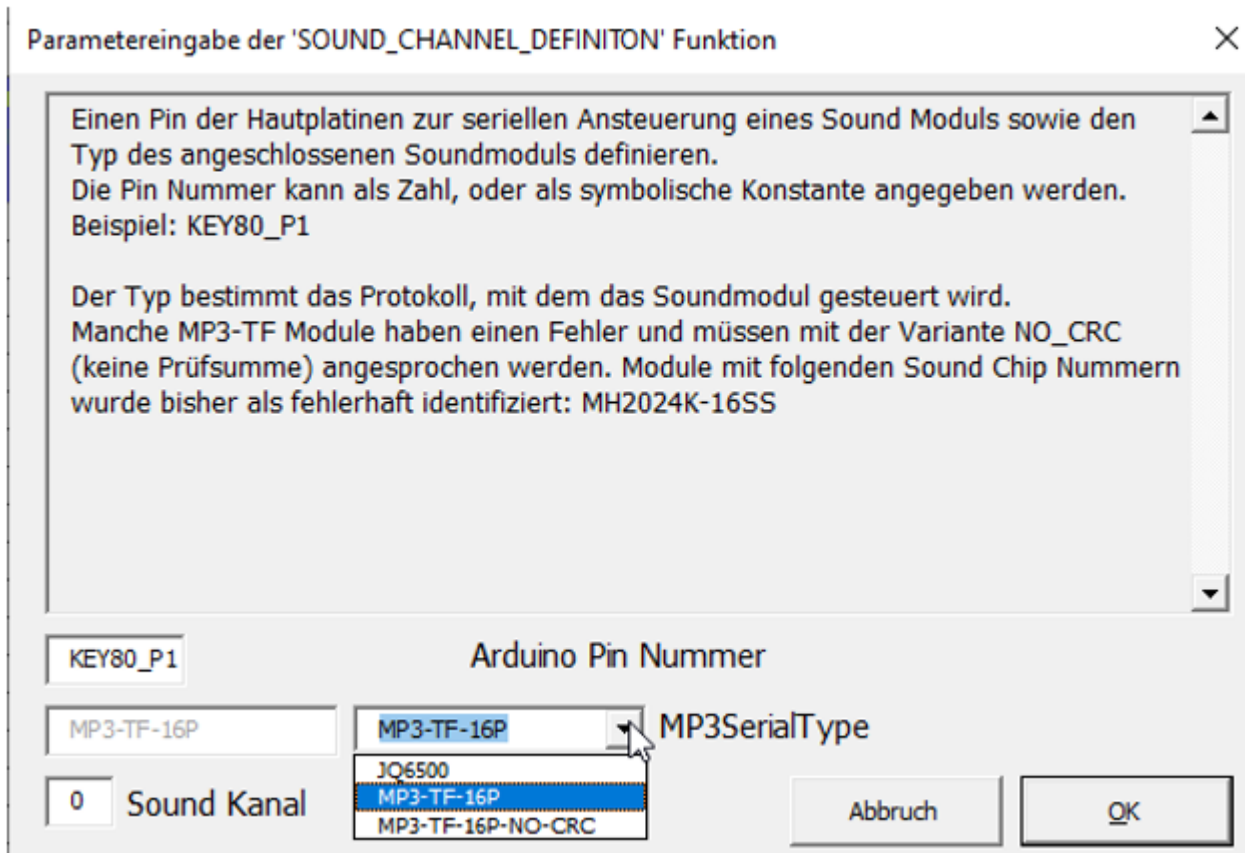 Parametereingabe der 'SOUND_CHANNEL_DEFINITON' Funktion
Einen Pin der Hautplatinen zur seriellen Ansteuerung eines Sound Moduls sowie den
Typ des angeschlossenen Soundmoduls definieren.
Die Pin Nummer kann als Zahl, oder als symbolische Konstante angegeben werden.
Beispiel: KEY80_P1
Der Typ bestimmt das Protokoll, mit dem das Soundmodul gesteuert wird.
Manche MP3-TF Module haben einen Fehler und müssen mit der Variante NO_CRC
(keine Prüfsumme) angesprochen werden. Module mit folgenden Sound Chip Nummern
wurde bisher als fehlerhaft identifiziert: MH2024K-16SS
KEY80_P1 Arduino Pin Nummer
MP3-TF-16P MP3-TF-16P MP3SerialType
JQ6500
MP3-TF-16P
MP3-TF-16P-NO-CRC
0 Sound Kanal
Abbruch OK